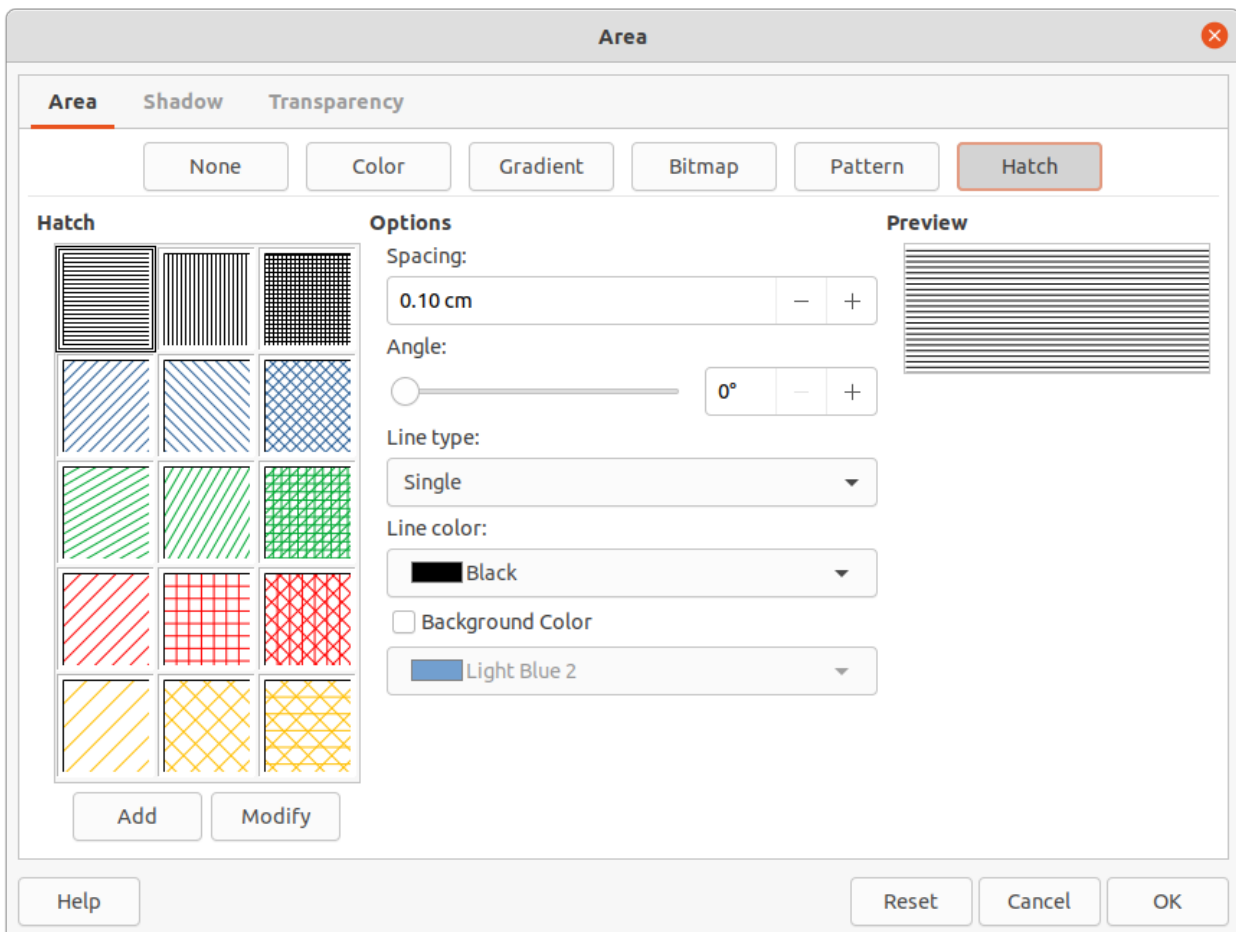 Area
Area Shadow Transparency
None Color Gradient Bitmap Pattern Hatch
Hatch Options Preview
Spacing:
0.10 cm
Angle:
0°
Line type:
Single
Line color:
Black
Background Color
Light Blue 2
Add Modify
Help Reset Cancel OK